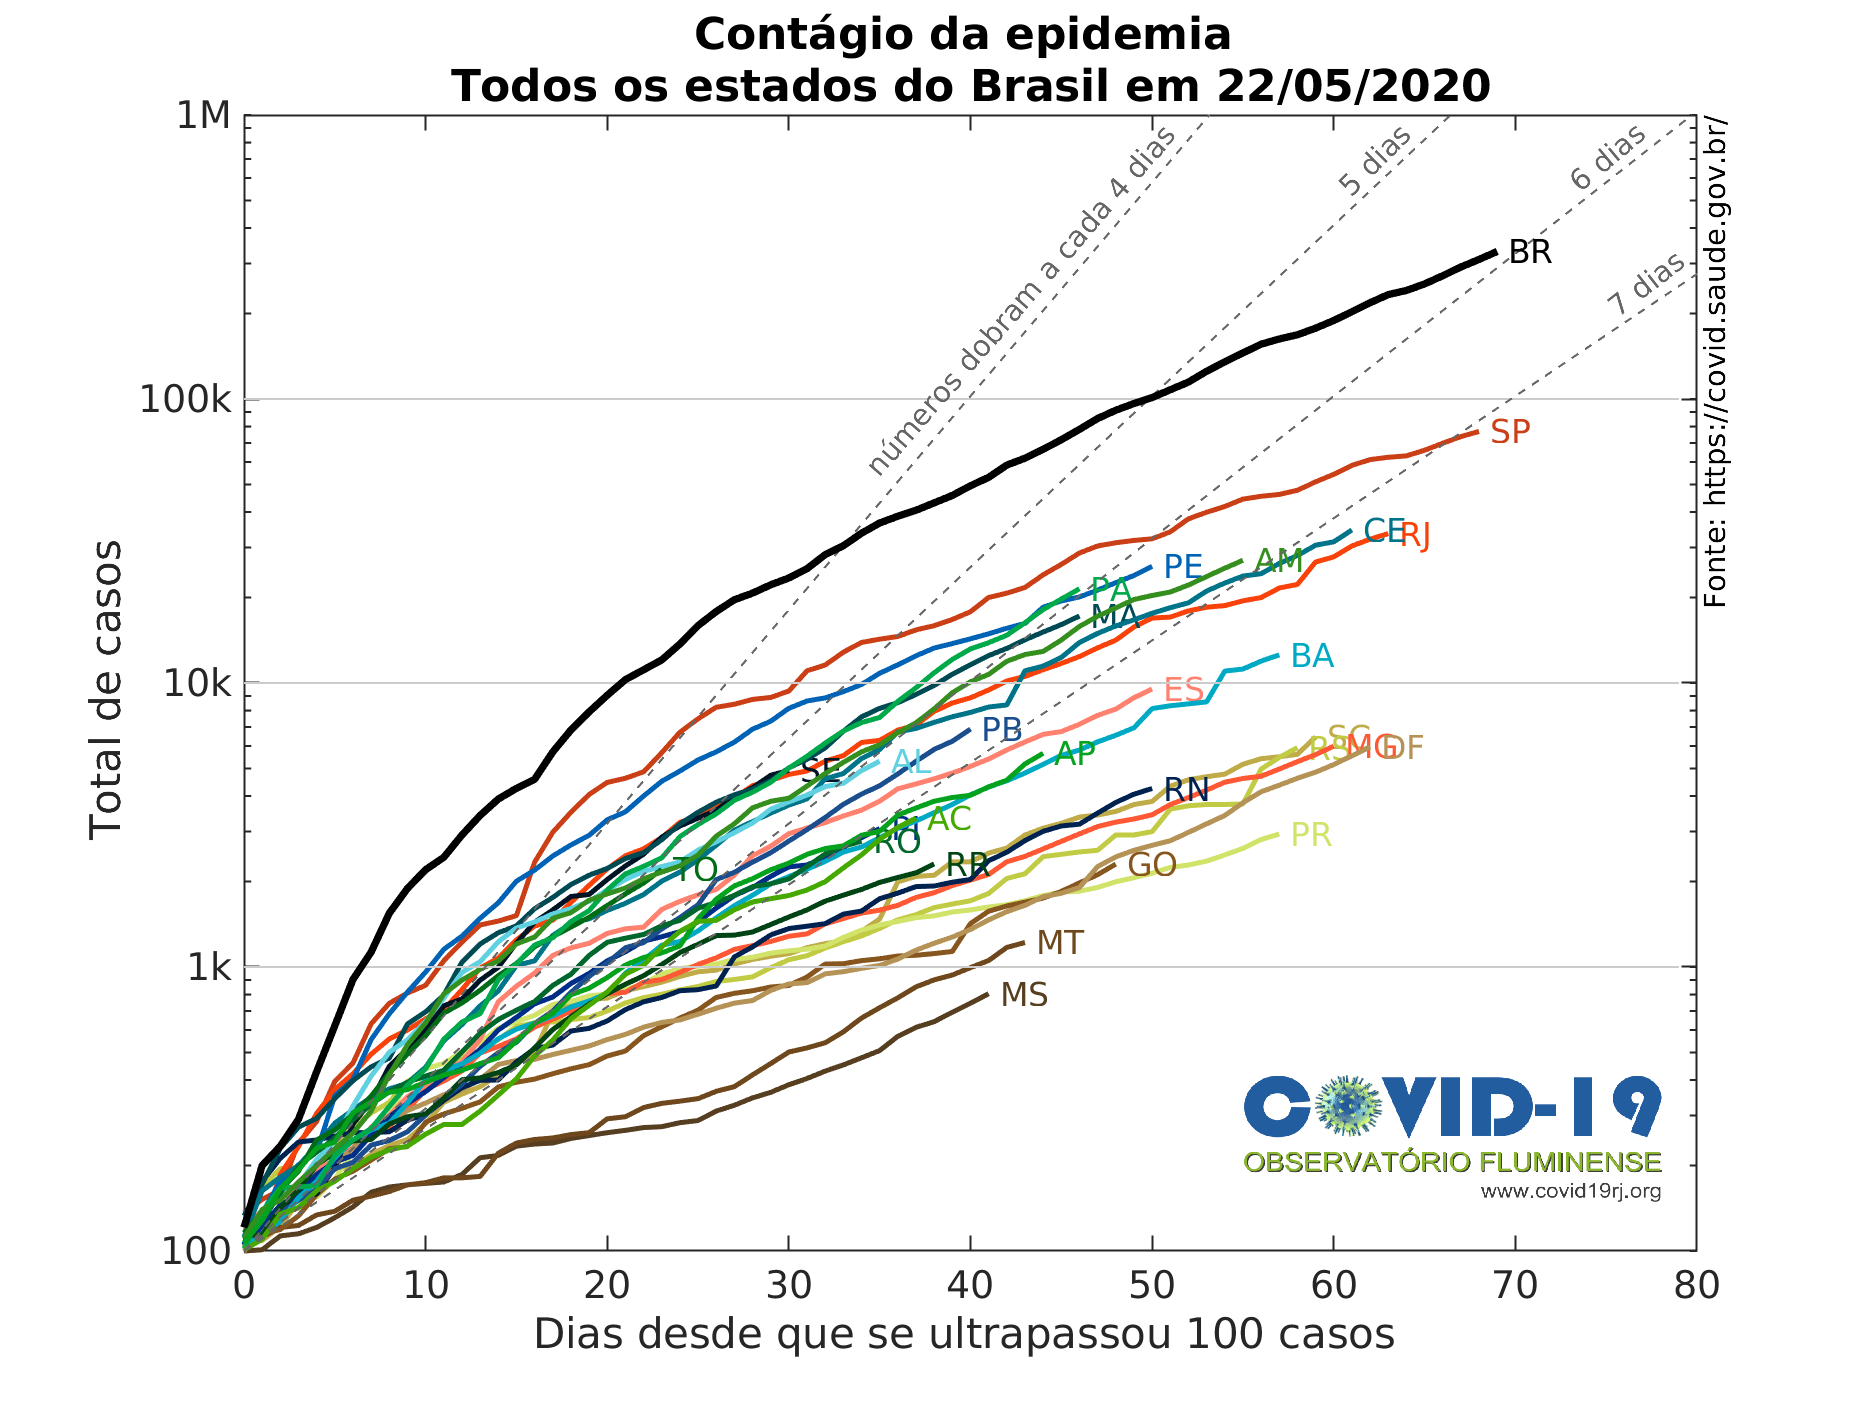 Contágio da epidemia
Todos os estados do Brasil em 22/05/2020
1M
100k
10k
1k
100
0 10 20 30 40 50 60 70 80
Total de casos
Dias desde que se ultrapassou 100 casos
Fonte: https://covid.saude.gov.br/
números dobram a cada 4 dias
5 dias
6 dias
7 dias
BR
SP
CE
RJ
AM
PE
PA
MA
BA
ES
PB
AP
SC
RS
MG
DF
SE
AL
RN
AC
PI
RO
PR
TO
RR
GO
MT
MS
COVID-19
OBSERVATÓRIO FLUMINENSE
www.covid19rj.org